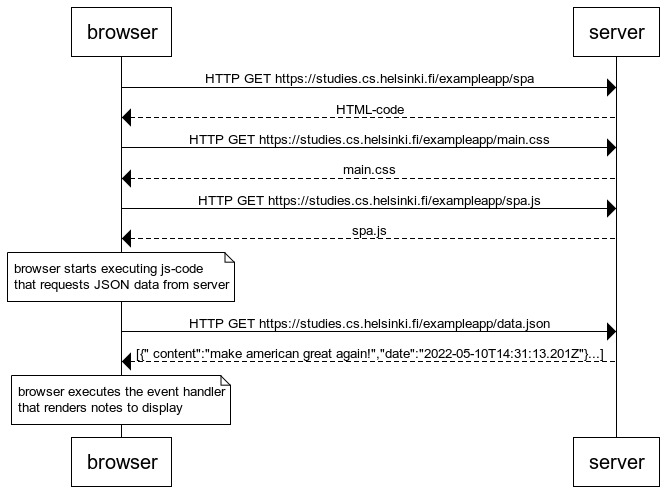 browser
server
HTTP GET https://studies.cs.helsinki.fi/exampleapp/spa
HTML-code
HTTP GET https://studies.cs.helsinki.fi/exampleapp/main.css
main.css
HTTP GET https://studies.cs.helsinki.fi/exampleapp/spa.js
spa.js
browser starts executing js-code
that requests JSON data from server
HTTP GET https://studies.cs.helsinki.fi/exampleapp/data.json
[{" content":"make american great again!","date":"2022-05-10T14:31:13.201Z"}...]
browser executes the event handler
that renders notes to display
browser
server